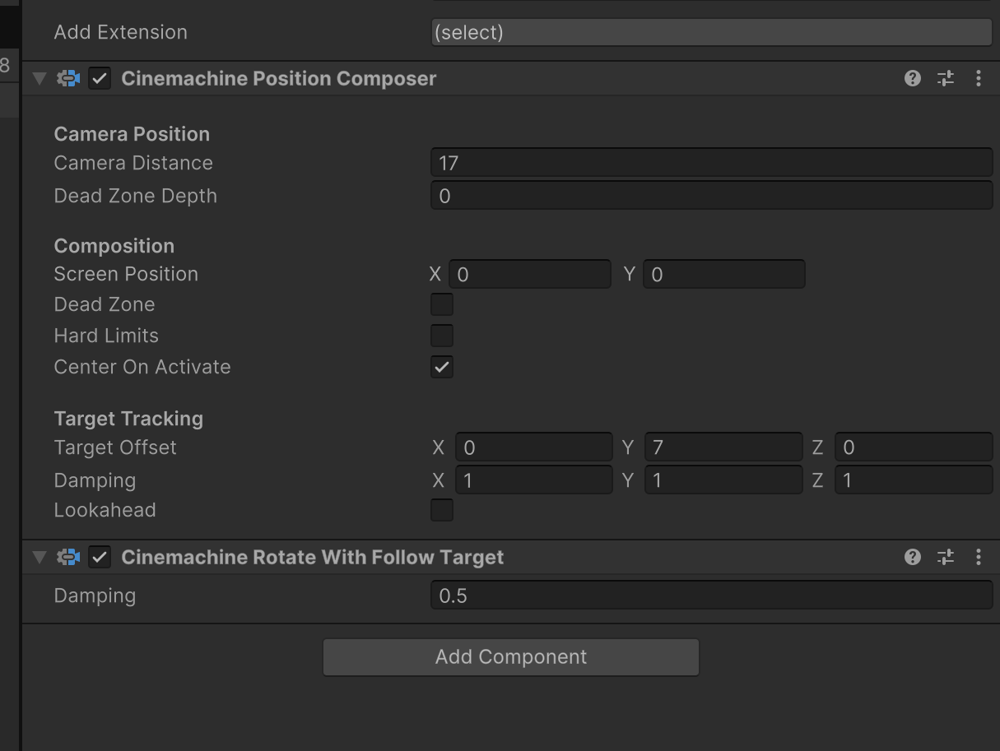 Add Extension (select)
8
Cinemachine Position Composer
Camera Position
Camera Distance 17
Dead Zone Depth 0
Composition
Screen Position X 0 Y 0
Dead Zone
Hard Limits
Center On Activate
Target Tracking
Target Offset X 0 Y 7 Z 0
Damping X 1 Y 1 Z 1
Lookahead
Cinemachine Rotate With Follow Target
Damping 0.5
Add Component